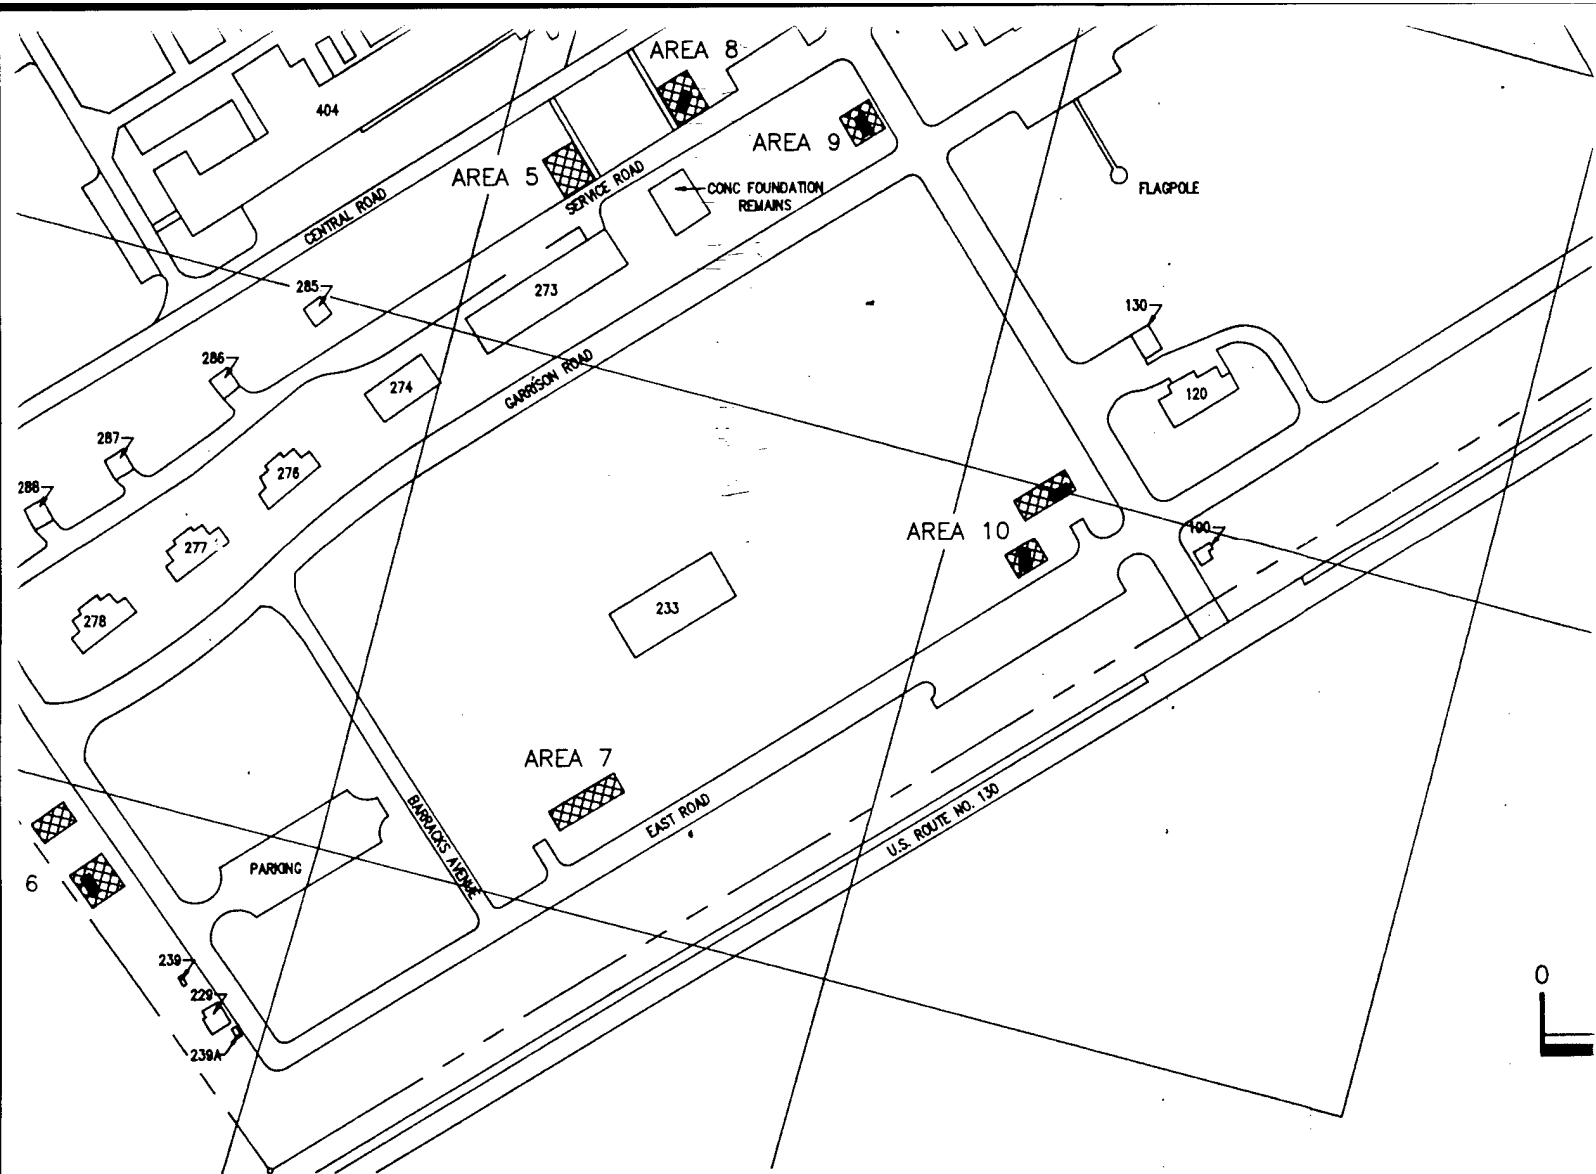 AREA 8
404
AREA 9
AREA 5
SERVICE ROAD
CONC FOUNDATION
REMAINS
FLAGPOLE
CENTRAL ROAD
285
273
130
286
274
GARRISON ROAD
120
287
276
288
AREA 10
100
277
233
278
AREA 7
BARRACKS AVENUE
EAST ROAD
U.S. ROUTE NO. 130
PARKING
6
239
229
239A
0